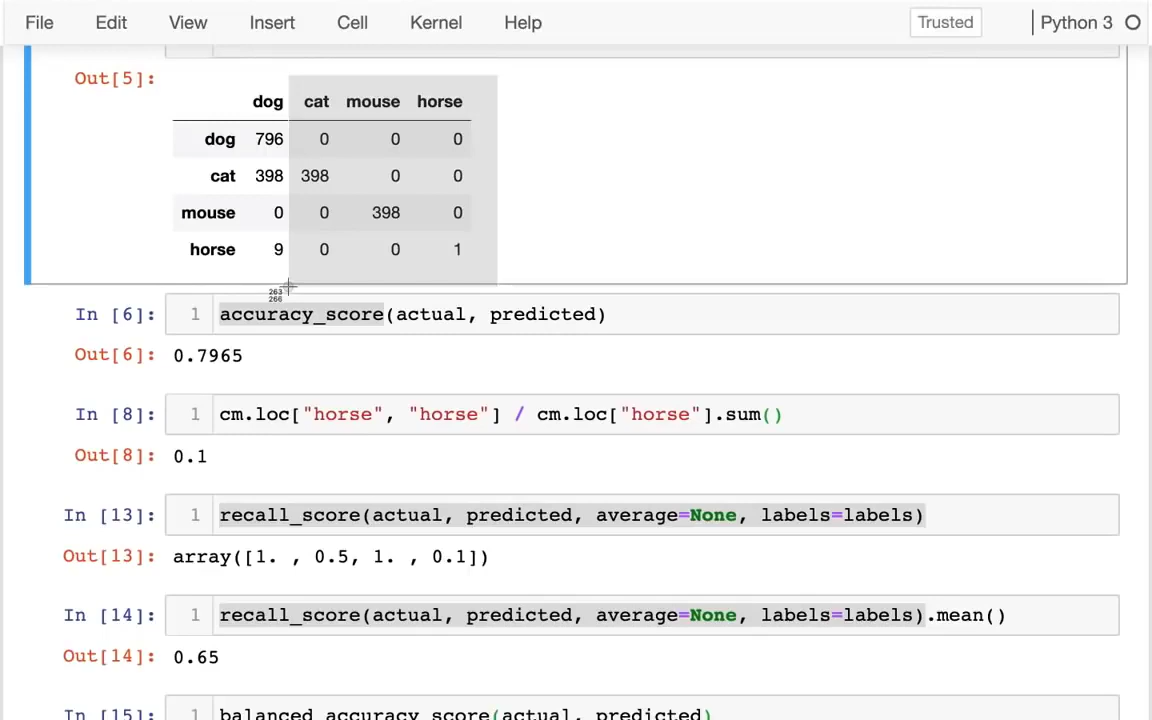 File Edit View Insert Cell Kernel Help Trusted Python 3
Out[5]:
dog cat mouse horse
dog 796 0 0 0
cat 398 398 0 0
mouse 0 0 398 0
horse 9 0 0 1
263
266
In [6]: 1 accuracy_score(actual, predicted)
Out[6]: 0.7965
In [8]: 1 cm.loc["horse", "horse"] / cm.loc["horse"].sum()
Out[8]: 0.1
In [13]: 1 recall_score(actual, predicted, average=None, labels=labels)
Out[13]: array([1. , 0.5, 1. , 0.1])
In [14]: 1 recall_score(actual, predicted, average=None, labels=labels).mean()
Out[14]: 0.65
In [15]: 1 balanced_accuracy_score(actual, predicted)